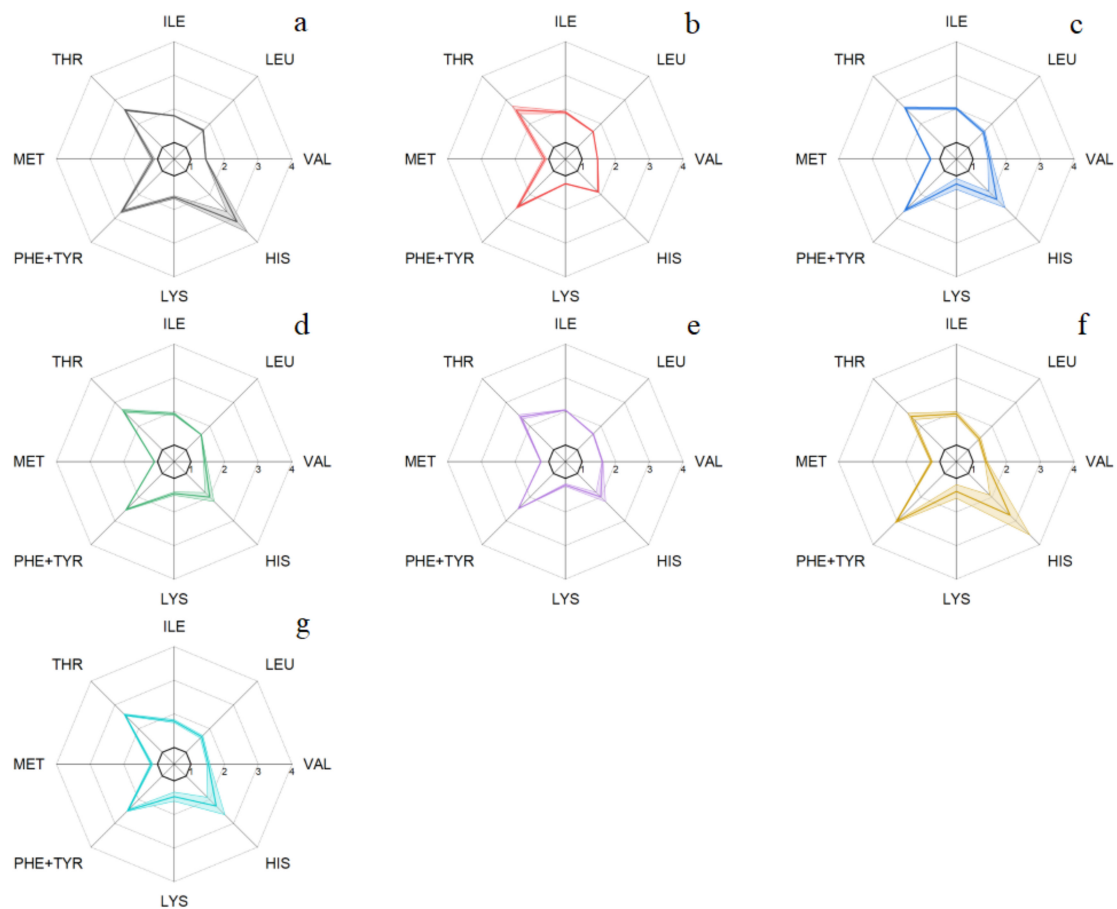 a
ILE
THR
LEU
MET
1 2 3 4 VAL
PHE+TYR
HIS
LYS
b
ILE
THR
LEU
MET
1 2 3 4 VAL
PHE+TYR
HIS
LYS
c
ILE
THR
LEU
MET
1 2 3 4 VAL
PHE+TYR
HIS
LYS
d
ILE
THR
LEU
MET
1 2 3 4 VAL
PHE+TYR
HIS
LYS
e
ILE
THR
LEU
MET
1 2 3 4 VAL
PHE+TYR
HIS
LYS
f
ILE
THR
LEU
MET
1 2 3 4 VAL
PHE+TYR
HIS
LYS
g
ILE
THR
LEU
MET
1 2 3 4 VAL
PHE+TYR
HIS
LYS